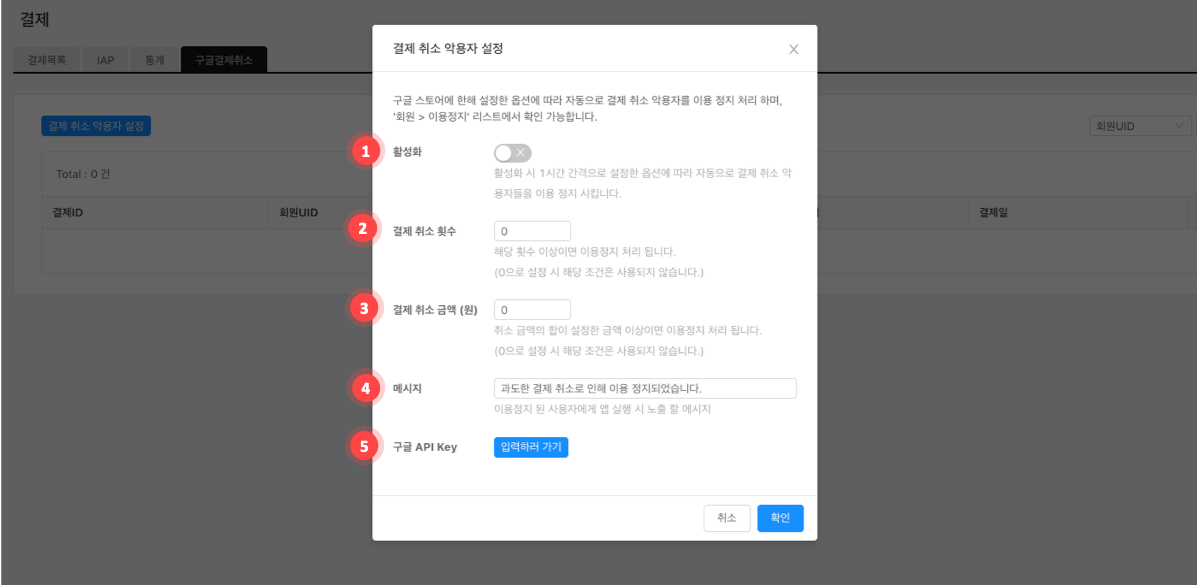 결제
결제목록 IAP 통계 구글결제취소
결제 취소 악용자 설정
회원UID
Total : 0 건
결제ID 회원UID 결제일
결제 취소 악용자 설정
구글 스토어에 한해 설정한 옵션에 따라 자동으로 결제 취소 악용자를 이용 정지 처리 하며,
'회원 > 이용정지' 리스트에서 확인 가능합니다.
1 활성화
활성화 시 1시간 간격으로 설정한 옵션에 따라 자동으로 결제 취소 악
용자들을 이용 정지 시킵니다.
2 결제 취소 횟수 0
해당 횟수 이상이면 이용정지 처리 됩니다.
(0으로 설정 시 해당 조건은 사용되지 않습니다.)
3 결제 취소 금액 (원) 0
취소 금액의 합이 설정한 금액 이상이면 이용정지 처리 됩니다.
(0으로 설정 시 해당 조건은 사용되지 않습니다.)
4 메시지 과도한 결제 취소로 인해 이용 정지되었습니다.
이용정지 된 사용자에게 앱 실행 시 노출 할 메시지
5 구글 API Key 입력하러 가기
취소 확인